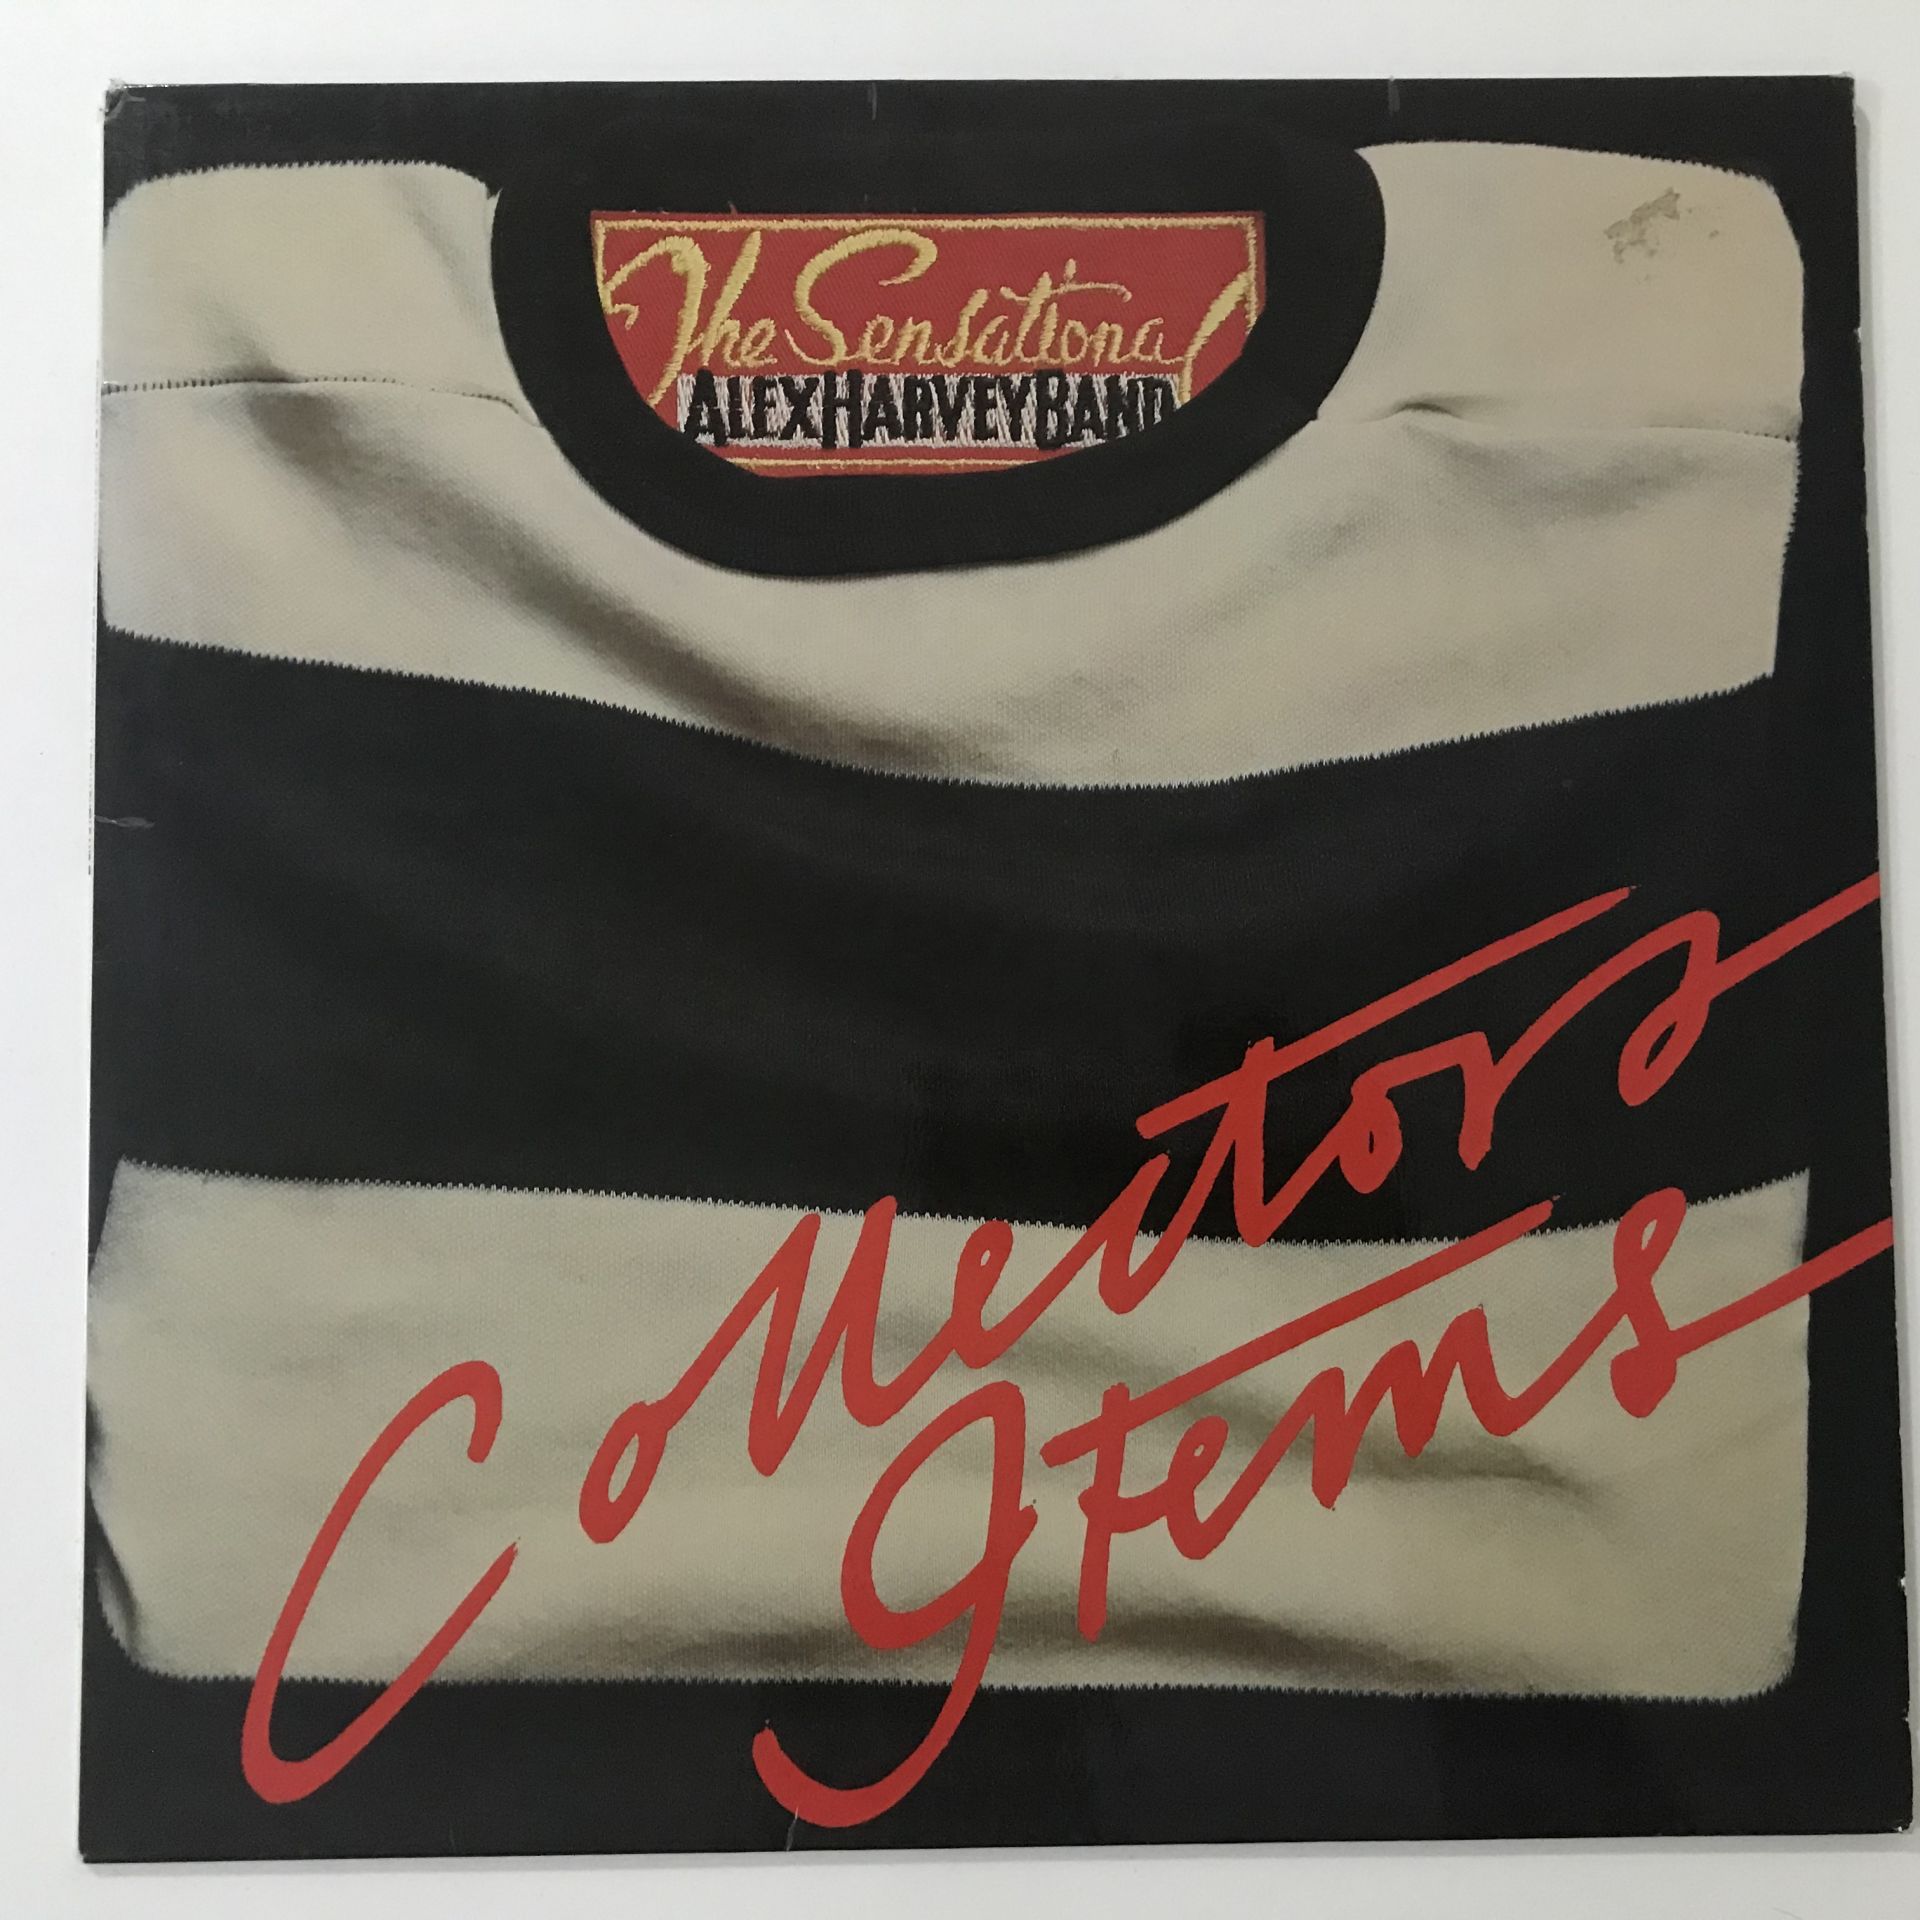 The Sensational
ALEX HARVEY BAND
Collectors
Items